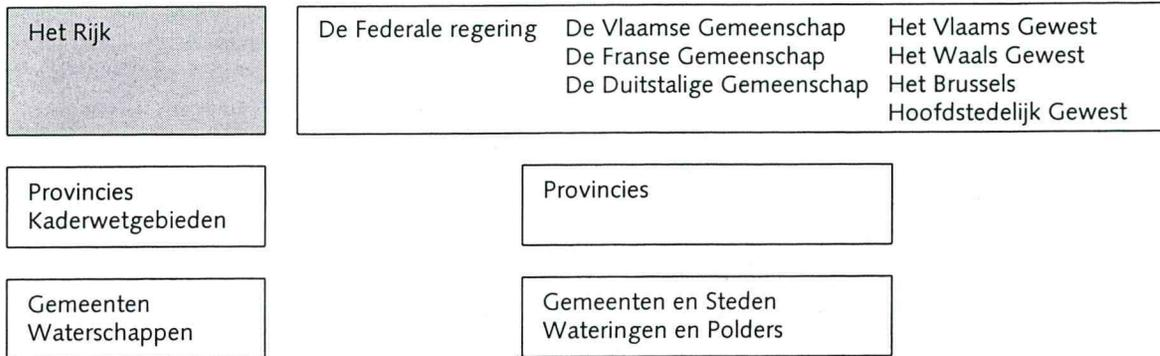 Het Rijk
De Federale regering
De Vlaamse Gemeenschap
De Franse Gemeenschap
De Duitstalige Gemeenschap
Het Vlaams Gewest
Het Waals Gewest
Het Brussels
Hoofdstedelijk Gewest
Provincies
Kaderwetgebieden
Provincies
Gemeenten
Waterschappen
Gemeenten en Steden
Wateringen en Polders